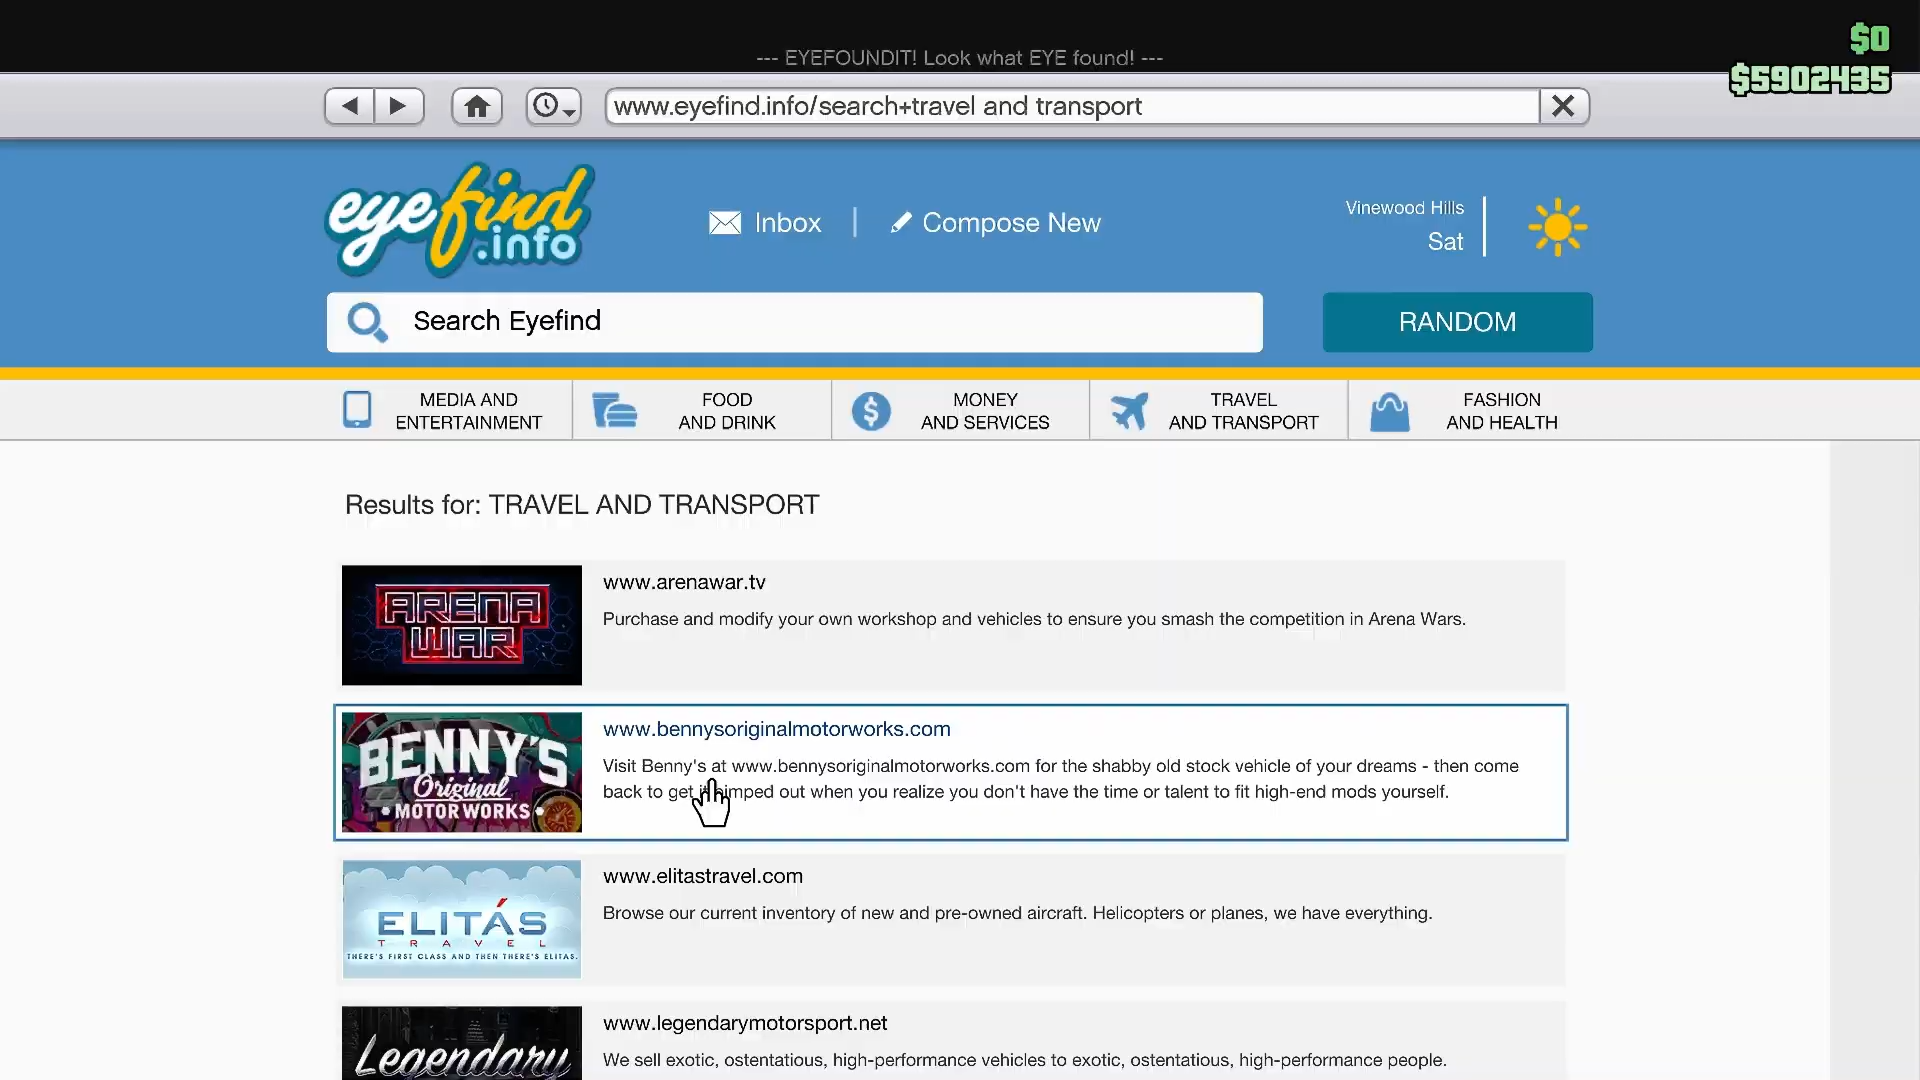 $0
--- EYEFOUNDIT! Look what EYE found! ---
$5902435
www.eyefind.info/search+travel and transport
eyefind
.info
Inbox
Compose New
Vinewood Hills
Sat
Search Eyefind
RANDOM
MEDIA AND
ENTERTAINMENT
FOOD
AND DRINK
MONEY
AND SERVICES
TRAVEL
AND TRANSPORT
FASHION
AND HEALTH
Results for: TRAVEL AND TRANSPORT
ARENA
WAR
www.arenawar.tv
Purchase and modify your own workshop and vehicles to ensure you smash the competition in Arena Wars.
BENNY'S
Original
MOTOR WORKS
www.bennysoriginalmotorworks.com
Visit Benny's at www.bennysoriginalmotorworks.com for the shabby old stock vehicle of your dreams - then come
back to get it pimped out when you realize you don't have the time or talent to fit high-end mods yourself.
ELITÁS
TRAVEL
THERE'S FIRST CLASS AND THEN THERE'S ELITAS.
www.elitastravel.com
Browse our current inventory of new and pre-owned aircraft. Helicopters or planes, we have everything.
Legendary
www.legendarymotorsport.net
We sell exotic, ostentatious, high-performance vehicles to exotic, ostentatious, high-performance people.